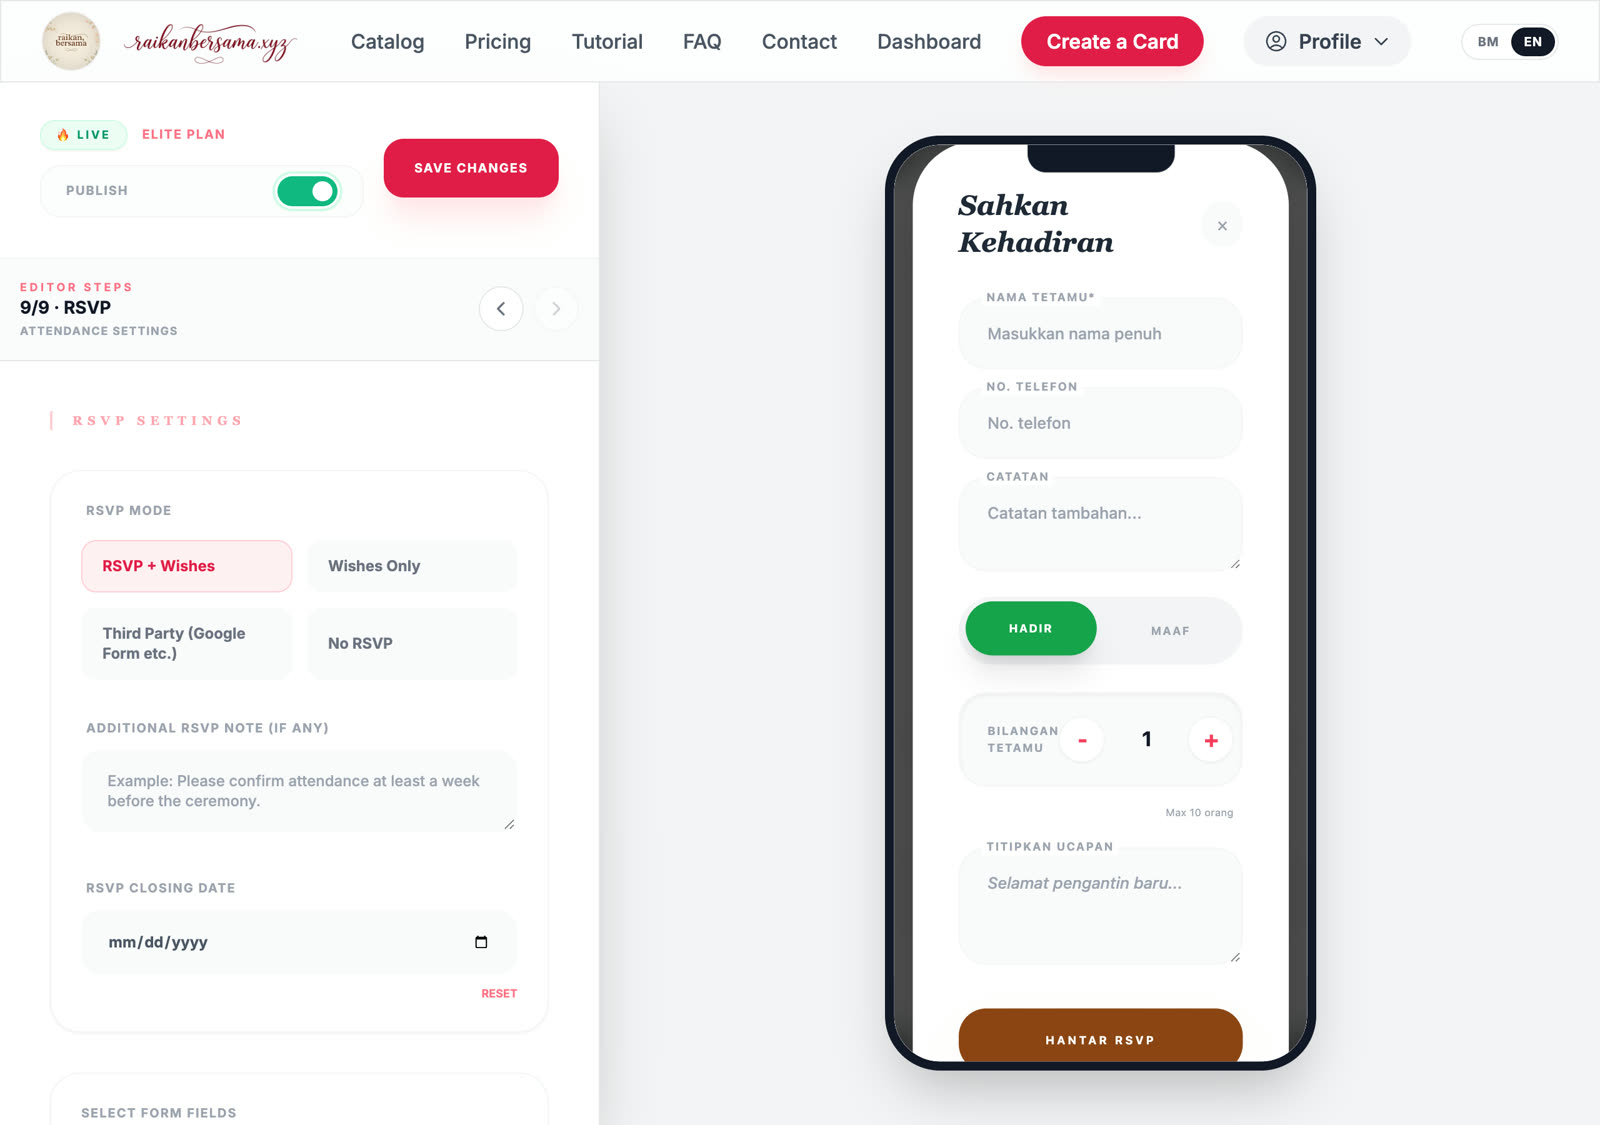 raikan
bersama
raikanbersama.xyz
Catalog
Pricing
Tutorial
FAQ
Contact
Dashboard
Create a Card
Profile
BM
EN
LIVE
ELITE PLAN
PUBLISH
SAVE CHANGES
EDITOR STEPS
9/9 · RSVP
ATTENDANCE SETTINGS
RSVP SETTINGS
RSVP MODE
RSVP + Wishes
Wishes Only
Third Party (Google
Form etc.)
No RSVP
ADDITIONAL RSVP NOTE (IF ANY)
Example: Please confirm attendance at least a week
before the ceremony.
RSVP CLOSING DATE
mm/dd/yyyy
RESET
SELECT FORM FIELDS
Sahkan
Kehadiran
×
NAMA TETAMU*
Masukkan nama penuh
NO. TELEFON
No. telefon
CATATAN
Catatan tambahan...
HADIR
MAAF
BILANGAN
TETAMU
-
1
+
Max 10 orang
TITIPKAN UCAPAN
Selamat pengantin baru...
HANTAR RSVP